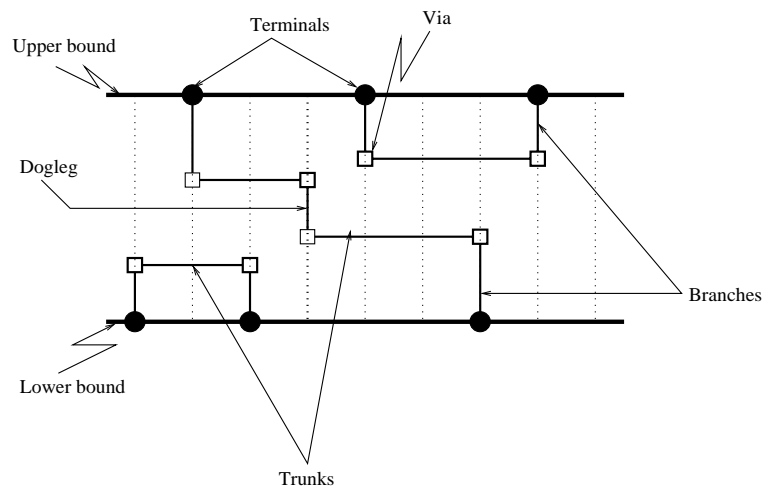 Terminals
Via
Upper bound
Dogleg
Branches
Lower bound
Trunks